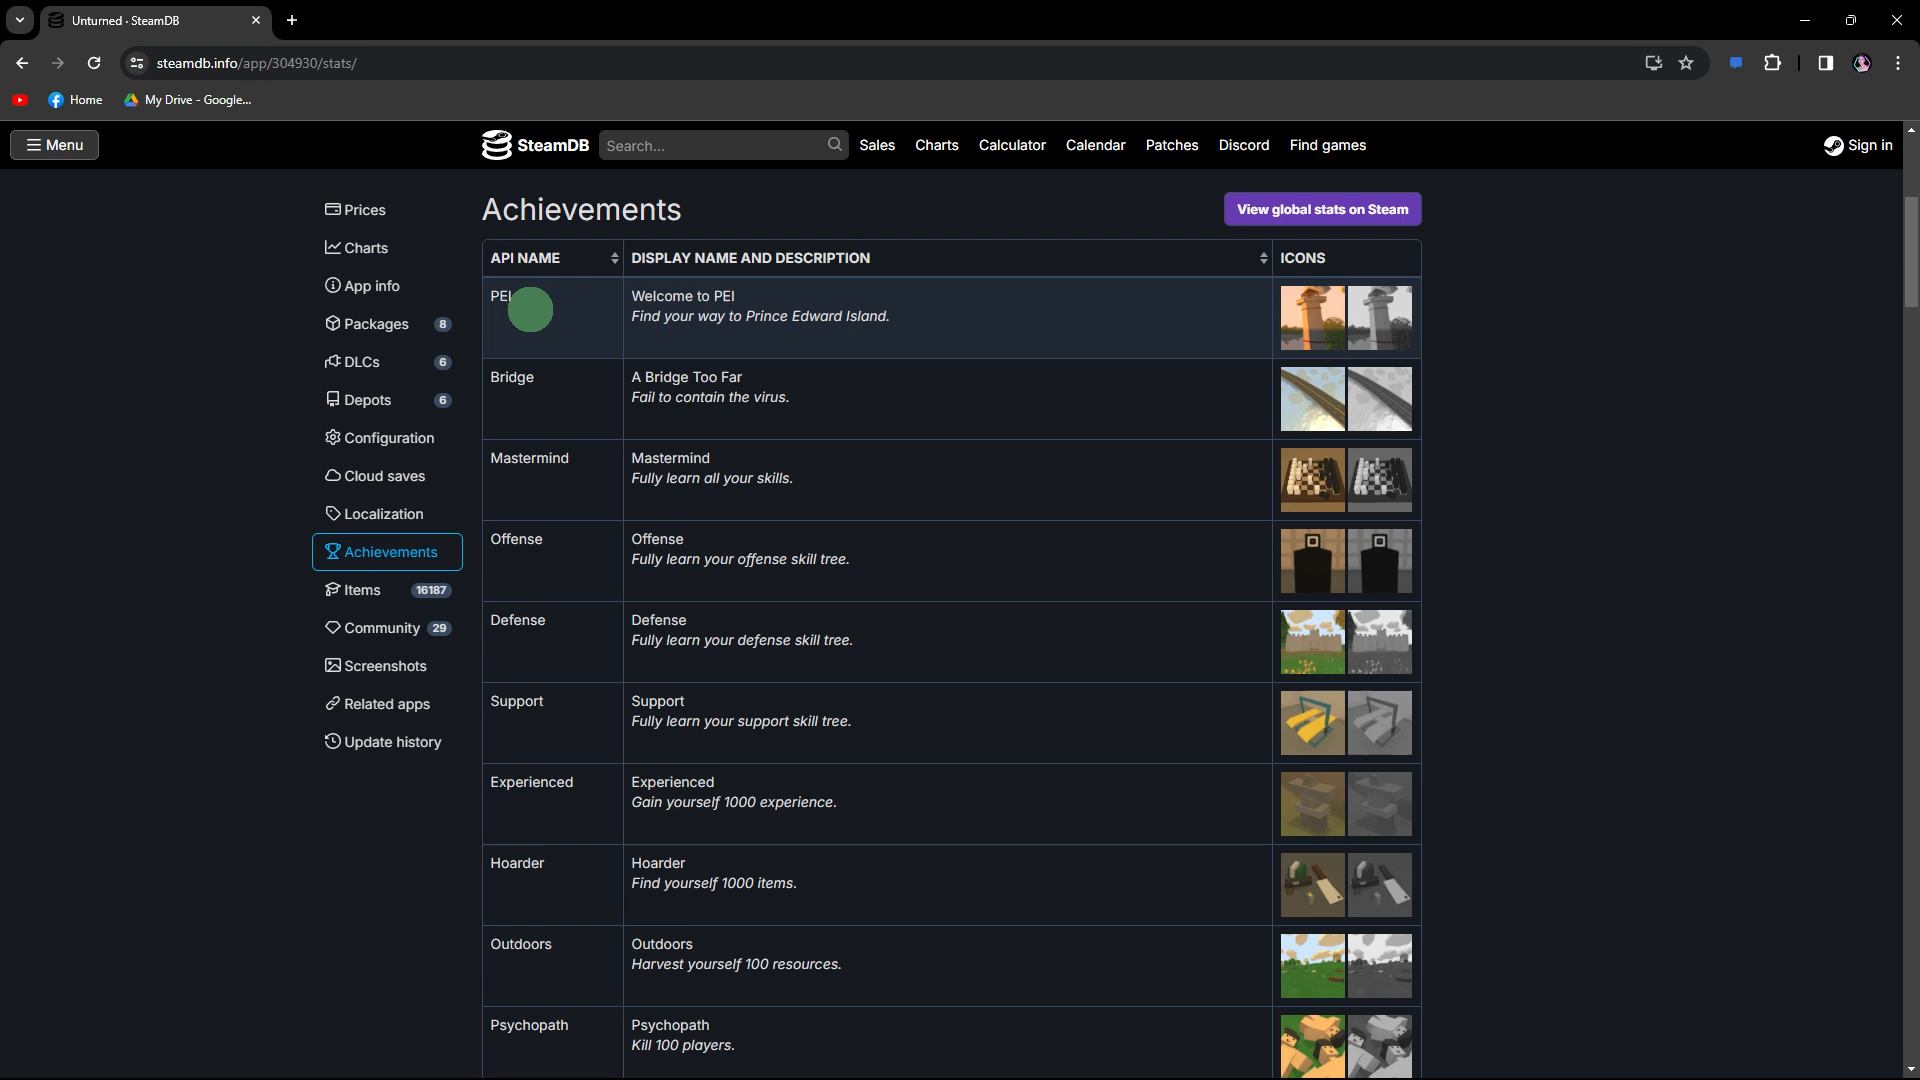 Unturned · SteamDB
steamdb.info/app/304930/stats/
Home
My Drive - Google...
Menu
SteamDB
Search...
Sales
Charts
Calculator
Calendar
Patches
Discord
Find games
Sign in
Prices
Charts
App info
Packages 8
DLCs 6
Depots 6
Configuration
Cloud saves
Localization
Achievements
Items 16187
Community 29
Screenshots
Related apps
Update history
Achievements
View global stats on Steam
API NAME
DISPLAY NAME AND DESCRIPTION
ICONS
PEI
Welcome to PEI
Find your way to Prince Edward Island.
Bridge
A Bridge Too Far
Fail to contain the virus.
Mastermind
Mastermind
Fully learn all your skills.
Offense
Offense
Fully learn your offense skill tree.
Defense
Defense
Fully learn your defense skill tree.
Support
Support
Fully learn your support skill tree.
Experienced
Experienced
Gain yourself 1000 experience.
Hoarder
Hoarder
Find yourself 1000 items.
Outdoors
Outdoors
Harvest yourself 100 resources.
Psychopath
Psychopath
Kill 100 players.